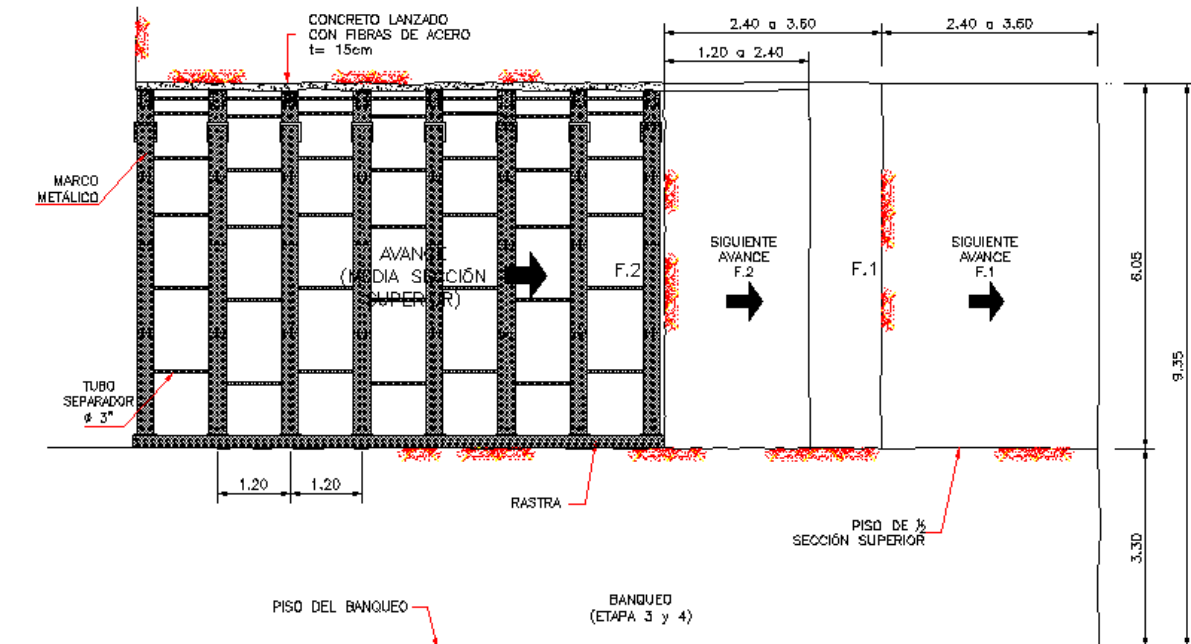 CONCRETO LANZADO
CON FIBRAS DE ACERO
t= 15cm
2.40 a 3.60
2.40 a 3.60
1.20 a 2.40
MARCO
METÁLICO
AVANCE
(MEDIA SECCIÓN
SUPERIOR)
F.2
SIGUIENTE
AVANCE
F.2
F.1
SIGUIENTE
AVANCE
F.1
6.05
9.35
TUBO
SEPARADOR
ø 3"
1.20
1.20
RASTRA
PISO DE ½
SECCIÓN SUPERIOR
3.30
PISO DEL BANQUEO
BANQUEO
(ETAPA 3 y 4)